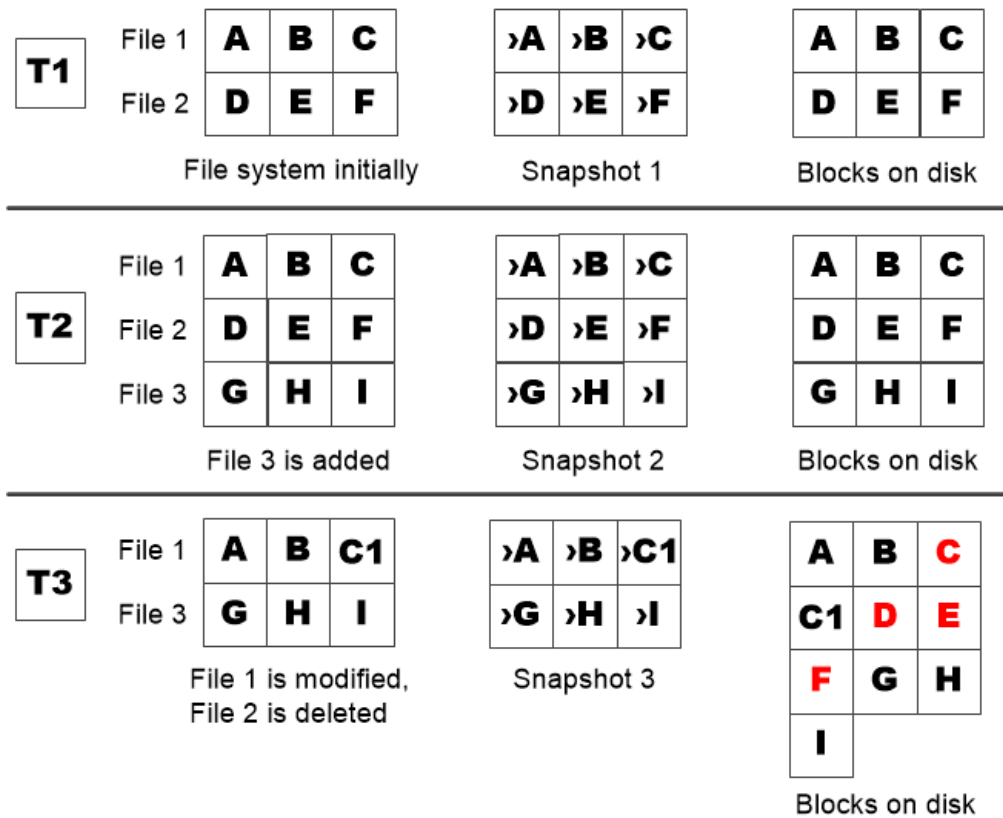 T1
File 1 A B C ›A ›B ›C A B C
File 2 D E F ›D ›E ›F D E F
File system initially Snapshot 1 Blocks on disk
File 1 A B C ›A ›B ›C A B C
T2
File 2 D E F ›D ›E ›F D E F
File 3 G H I ›G ›H ›I G H I
File 3 is added Snapshot 2 Blocks on disk
T3
File 1 A B C1 ›A ›B ›C1 A B C
File 3 G H I ›G ›H ›I C1 D E
File 1 is modified, Snapshot 3 F G H
File 2 is deleted
I
Blocks on disk